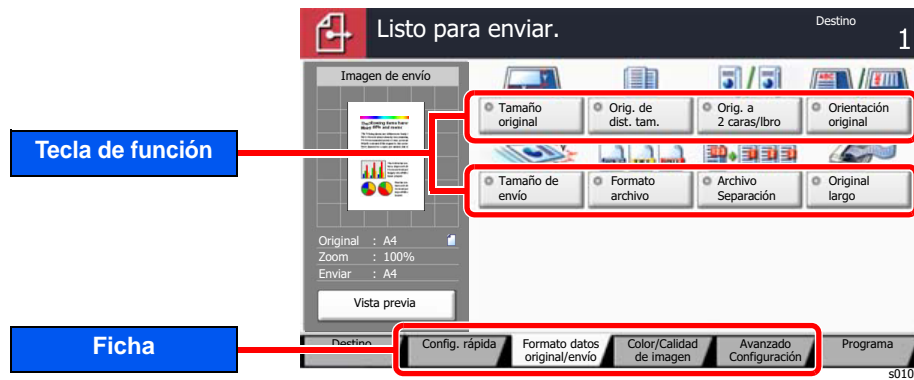 Listo para enviar.
Destino
1
Imagen de envío
Tamaño
original
Orig. de
dist. tam.
Orig. a
2 caras/lbro
Orientación
original
Tecla de función
Tamaño de
envío
Formato
archivo
Archivo
Separación
Original
largo
Original : A4
Zoom : 100%
Enviar : A4
Vista previa
Ficha
Destino
Config. rápida
Formato datos
original/envío
Color/Calidad
de imagen
Avanzado
Configuración
Programa
s010